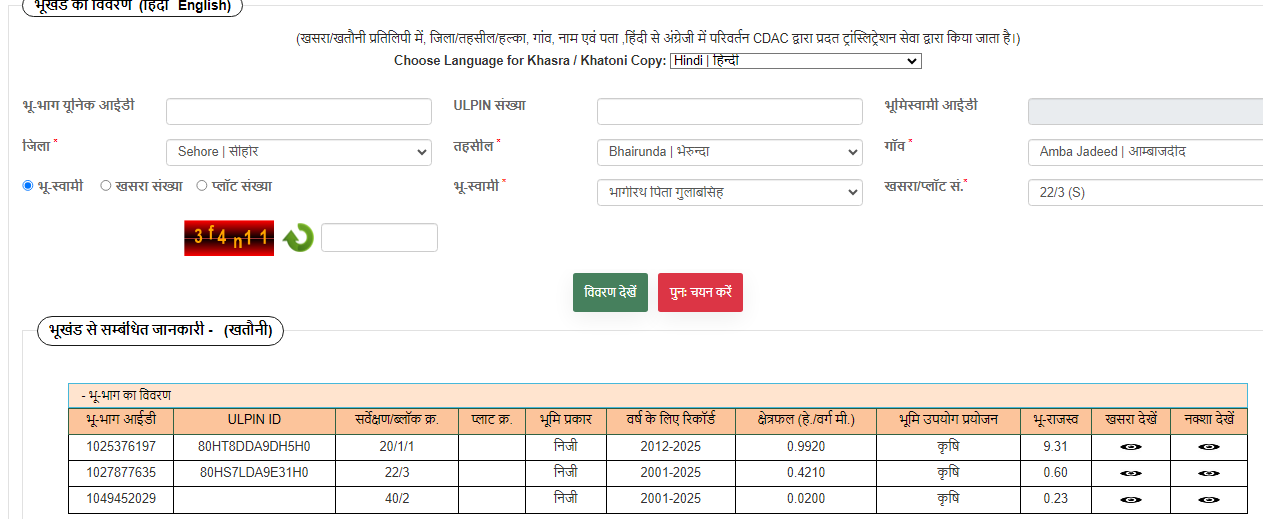 भूखंड का विवरण (हिंदी English)
(खसरा/खतौनी प्रतिलिपी में, जिला/तहसील/हल्का, गांव, नाम एवं पता ,हिंदी से अंग्रेजी में परिवर्तन CDAC द्वारा प्रदत ट्रांस्लिट्रेशन सेवा द्वारा किया जाता है।)
Choose Language for Khasra / Khatoni Copy: Hindi | हिन्दी
भू-भाग यूनिक आईडी ULPIN संख्या भूमिस्वामी आईडी
जिला * Sehore | सीहोर तहसील * Bhairunda | भेरुन्दा गाँव * Amba Jadeed | आम्बाजदीद
भू-स्वामी खसरा संख्या प्लॉट संख्या भू-स्वामी * भागीरथ पिता गुलाबसिंह खसरा/प्लॉट सं.* 22/3 (S)
3f4n11
विवरण देखें पुनः चयन करें
भूखंड से सम्बंधित जानकारी - (खतौनी)
- भू-भाग का विवरण
भू-भाग आईडी ULPIN ID सर्वेक्षण/ब्लॉक क्र. प्लाट क्र. भूमि प्रकार वर्ष के लिए रिकॉर्ड क्षेत्रफल (हे./वर्ग मी.) भूमि उपयोग प्रयोजन भू-राजस्व खसरा देखें नक्शा देखें
1025376197 80HT8DDA9DH5H0 20/1/1 निजी 2012-2025 0.9920 कृषि 9.31
1027877635 80HS7LDA9E31H0 22/3 निजी 2001-2025 0.4210 कृषि 0.60
1049452029 40/2 निजी 2001-2025 0.0200 कृषि 0.23